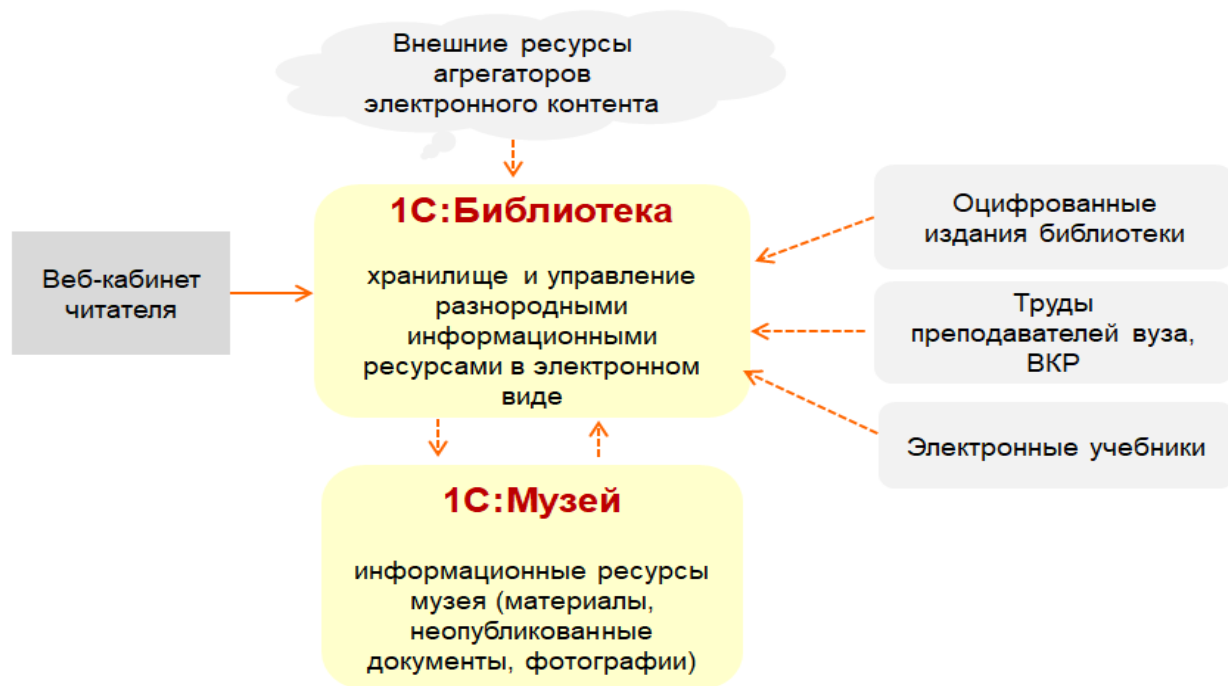 Внешние ресурсы
агрегаторов
электронного контента
1С:Библиотека
хранилище и управление
разнородными
информационными
ресурсами в электронном
виде
Веб-кабинет
читателя
Оцифрованные
издания библиотеки
Труды
преподавателей вуза,
ВКР
Электронные учебники
1С:Музей
информационные ресурсы
музея (материалы,
неопубликованные
документы, фотографии)